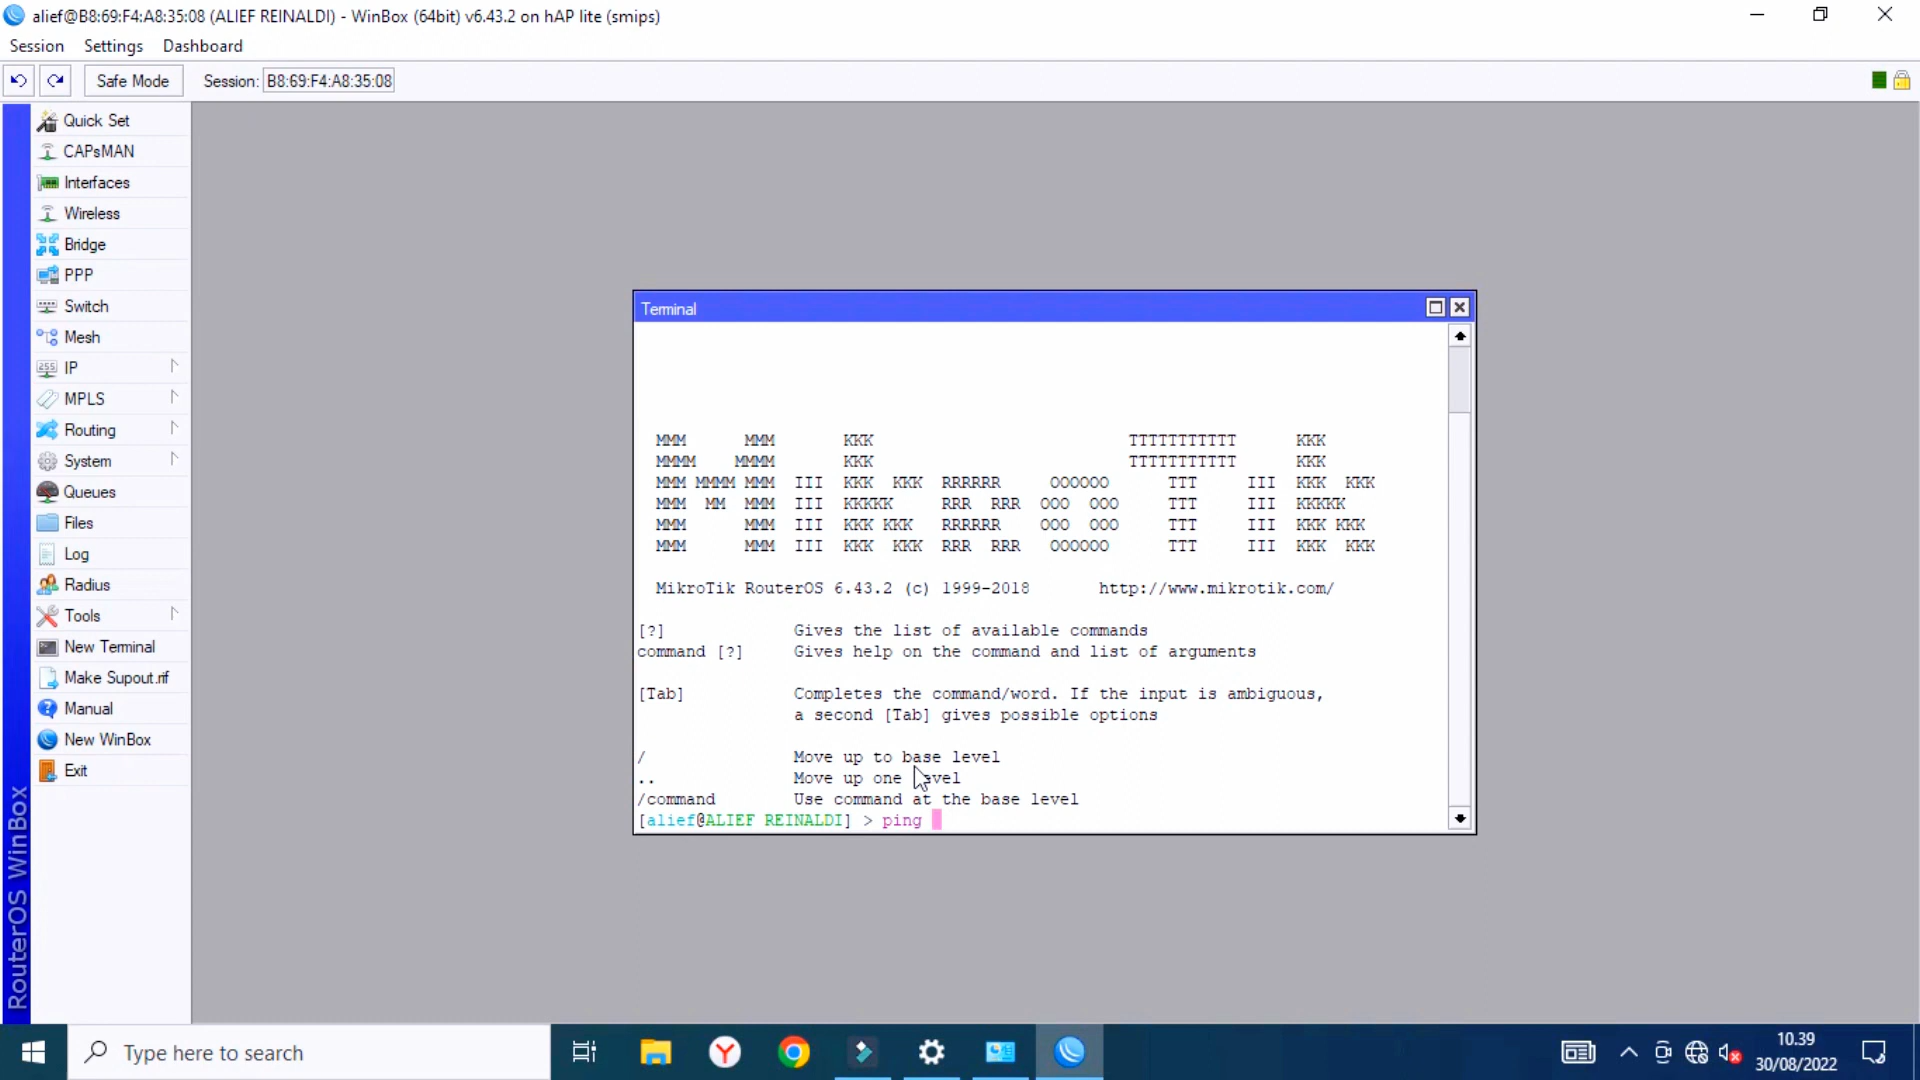 alief@B8:69:F4:A8:35:08 (ALIEF REINALDI) - WinBox (64bit) v6.43.2 on hAP lite (smips)
Session Settings Dashboard
Safe Mode Session: B8:69:F4:A8:35:08
Quick Set
CAPsMAN
Interfaces
Wireless
Bridge
PPP
Switch
Mesh
IP
MPLS
Routing
System
Queues
Files
Log
Radius
Tools
New Terminal
Make Supout.rif
Manual
New WinBox
Exit
RouterOS WinBox
Terminal
MMM      MMM       KKK                          TTTTTTTTTTT      KKK
MMMM    MMMM       KKK                          TTTTTTTTTTT      KKK
MMM MMMM MMM  III  KKK  KKK  RRRRRR     OOOOOO      TTT     III  KKK  KKK
MMM  MM  MMM  III  KKKKK     RRR  RRR  OOO  OOO     TTT     III  KKKKK
MMM      MMM  III  KKK KKK   RRRRRR    OOO  OOO     TTT     III  KKK KKK
MMM      MMM  III  KKK  KKK  RRR  RRR   OOOOOO      TTT     III  KKK  KKK
MikroTik RouterOS 6.43.2 (c) 1999-2018       http://www.mikrotik.com/
[?]             Gives the list of available commands
command [?]     Gives help on the command and list of arguments
[Tab]           Completes the command/word. If the input is ambiguous,
a second [Tab] gives possible options
/               Move up to base level
..              Move up one level
/command        Use command at the base level
[alief@ALIEF REINALDI] > ping
Type here to search
10.39
30/08/2022